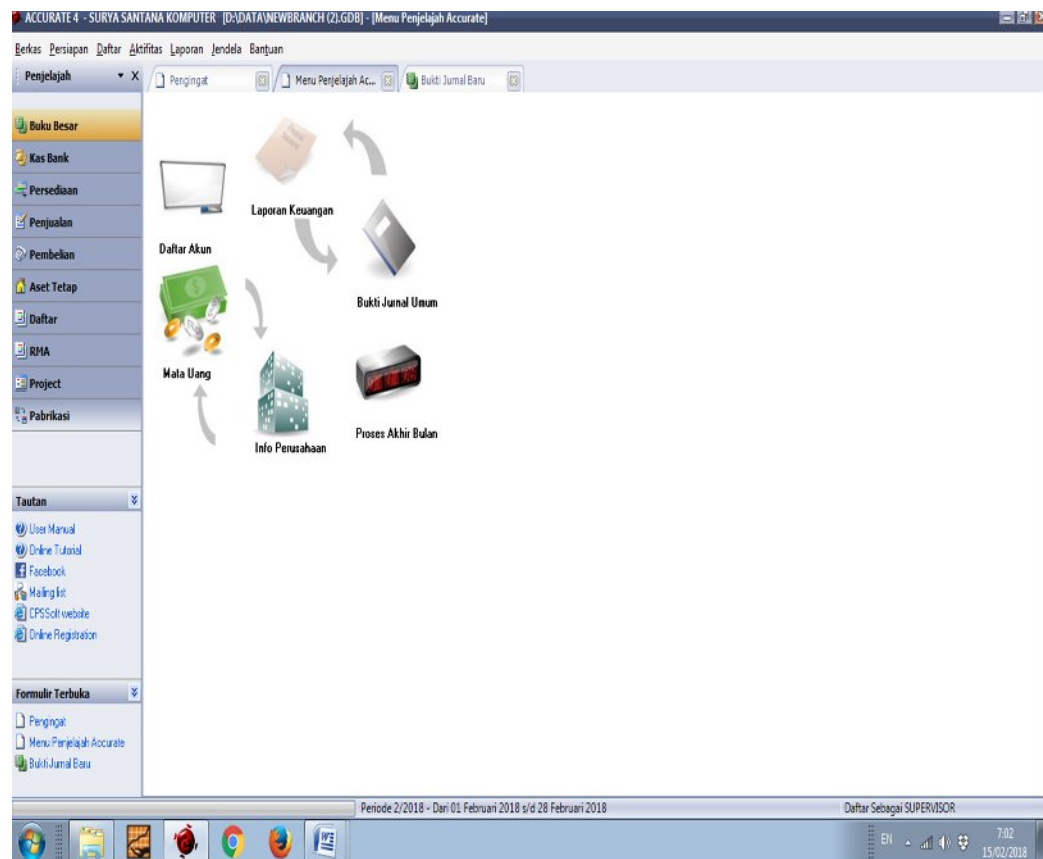 ACCURATE 4 - SURYA SANTANA KOMPUTER [D:\DATA\NEWBRANCH (2).GDB] - [Menu Penjelajah Accurate]
Berkas Persiapan Daftar Aktifitas Laporan Jendela Bantuan
Penjelajah
Pengingat
Menu Penjelajah Ac...
Bukti Jurnal Baru
Buku Besar
Kas Bank
Persediaan
Penjualan
Pembelian
Aset Tetap
Daftar
RMA
Project
Pabrikasi
Laporan Keuangan
Daftar Akun
Bukti Jurnal Umum
Mata Uang
Info Perusahaan
Proses Akhir Bulan
Tautan
User Manual
Online Tutorial
Facebook
Mailing list
CPSSoft website
Online Registration
Formulir Terbuka
Pengingat
Menu Penjelajah Accurate
Bukti Jurnal Baru
Periode 2/2018 - Dari 01 Februari 2018 s/d 28 Februari 2018
Daftar Sebagai SUPERVISOR
EN
7:02
15/02/2018